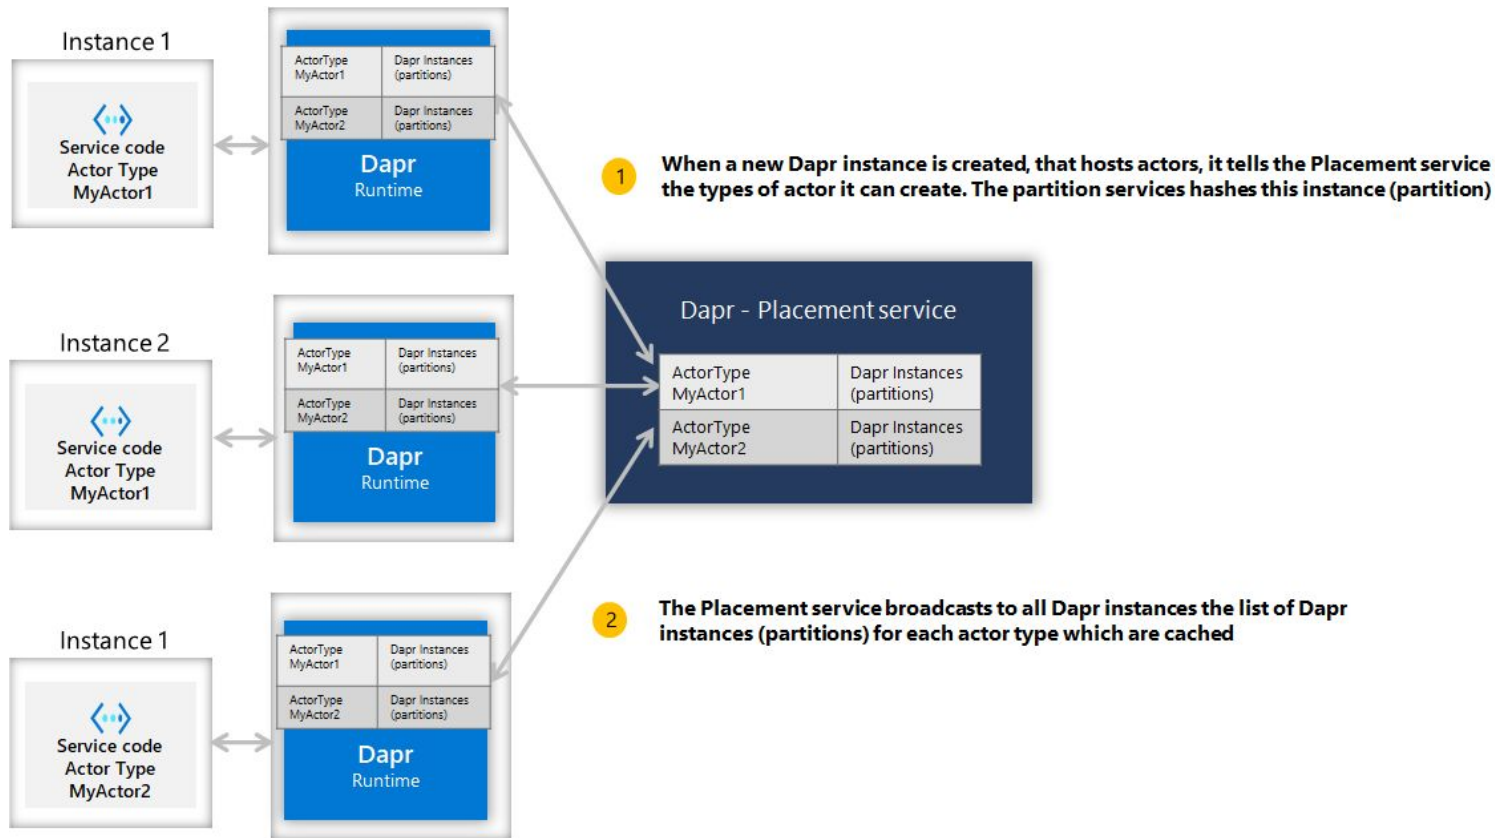 Instance 1
Service code
Actor Type
MyActor1
ActorType
MyActor1
Dapr Instances
(partitions)
ActorType
MyActor2
Dapr Instances
(partitions)
Dapr
Runtime
1
When a new Dapr instance is created, that hosts actors, it tells the Placement service
the types of actor it can create. The partition services hashes this instance (partition)
Instance 2
Service code
Actor Type
MyActor1
ActorType
MyActor1
Dapr Instances
(partitions)
ActorType
MyActor2
Dapr Instances
(partitions)
Dapr
Runtime
Dapr - Placement service
ActorType
MyActor1
Dapr Instances
(partitions)
ActorType
MyActor2
Dapr Instances
(partitions)
2
The Placement service broadcasts to all Dapr instances the list of Dapr
instances (partitions) for each actor type which are cached
Instance 1
Service code
Actor Type
MyActor2
ActorType
MyActor1
Dapr Instances
(partitions)
ActorType
MyActor2
Dapr Instances
(partitions)
Dapr
Runtime